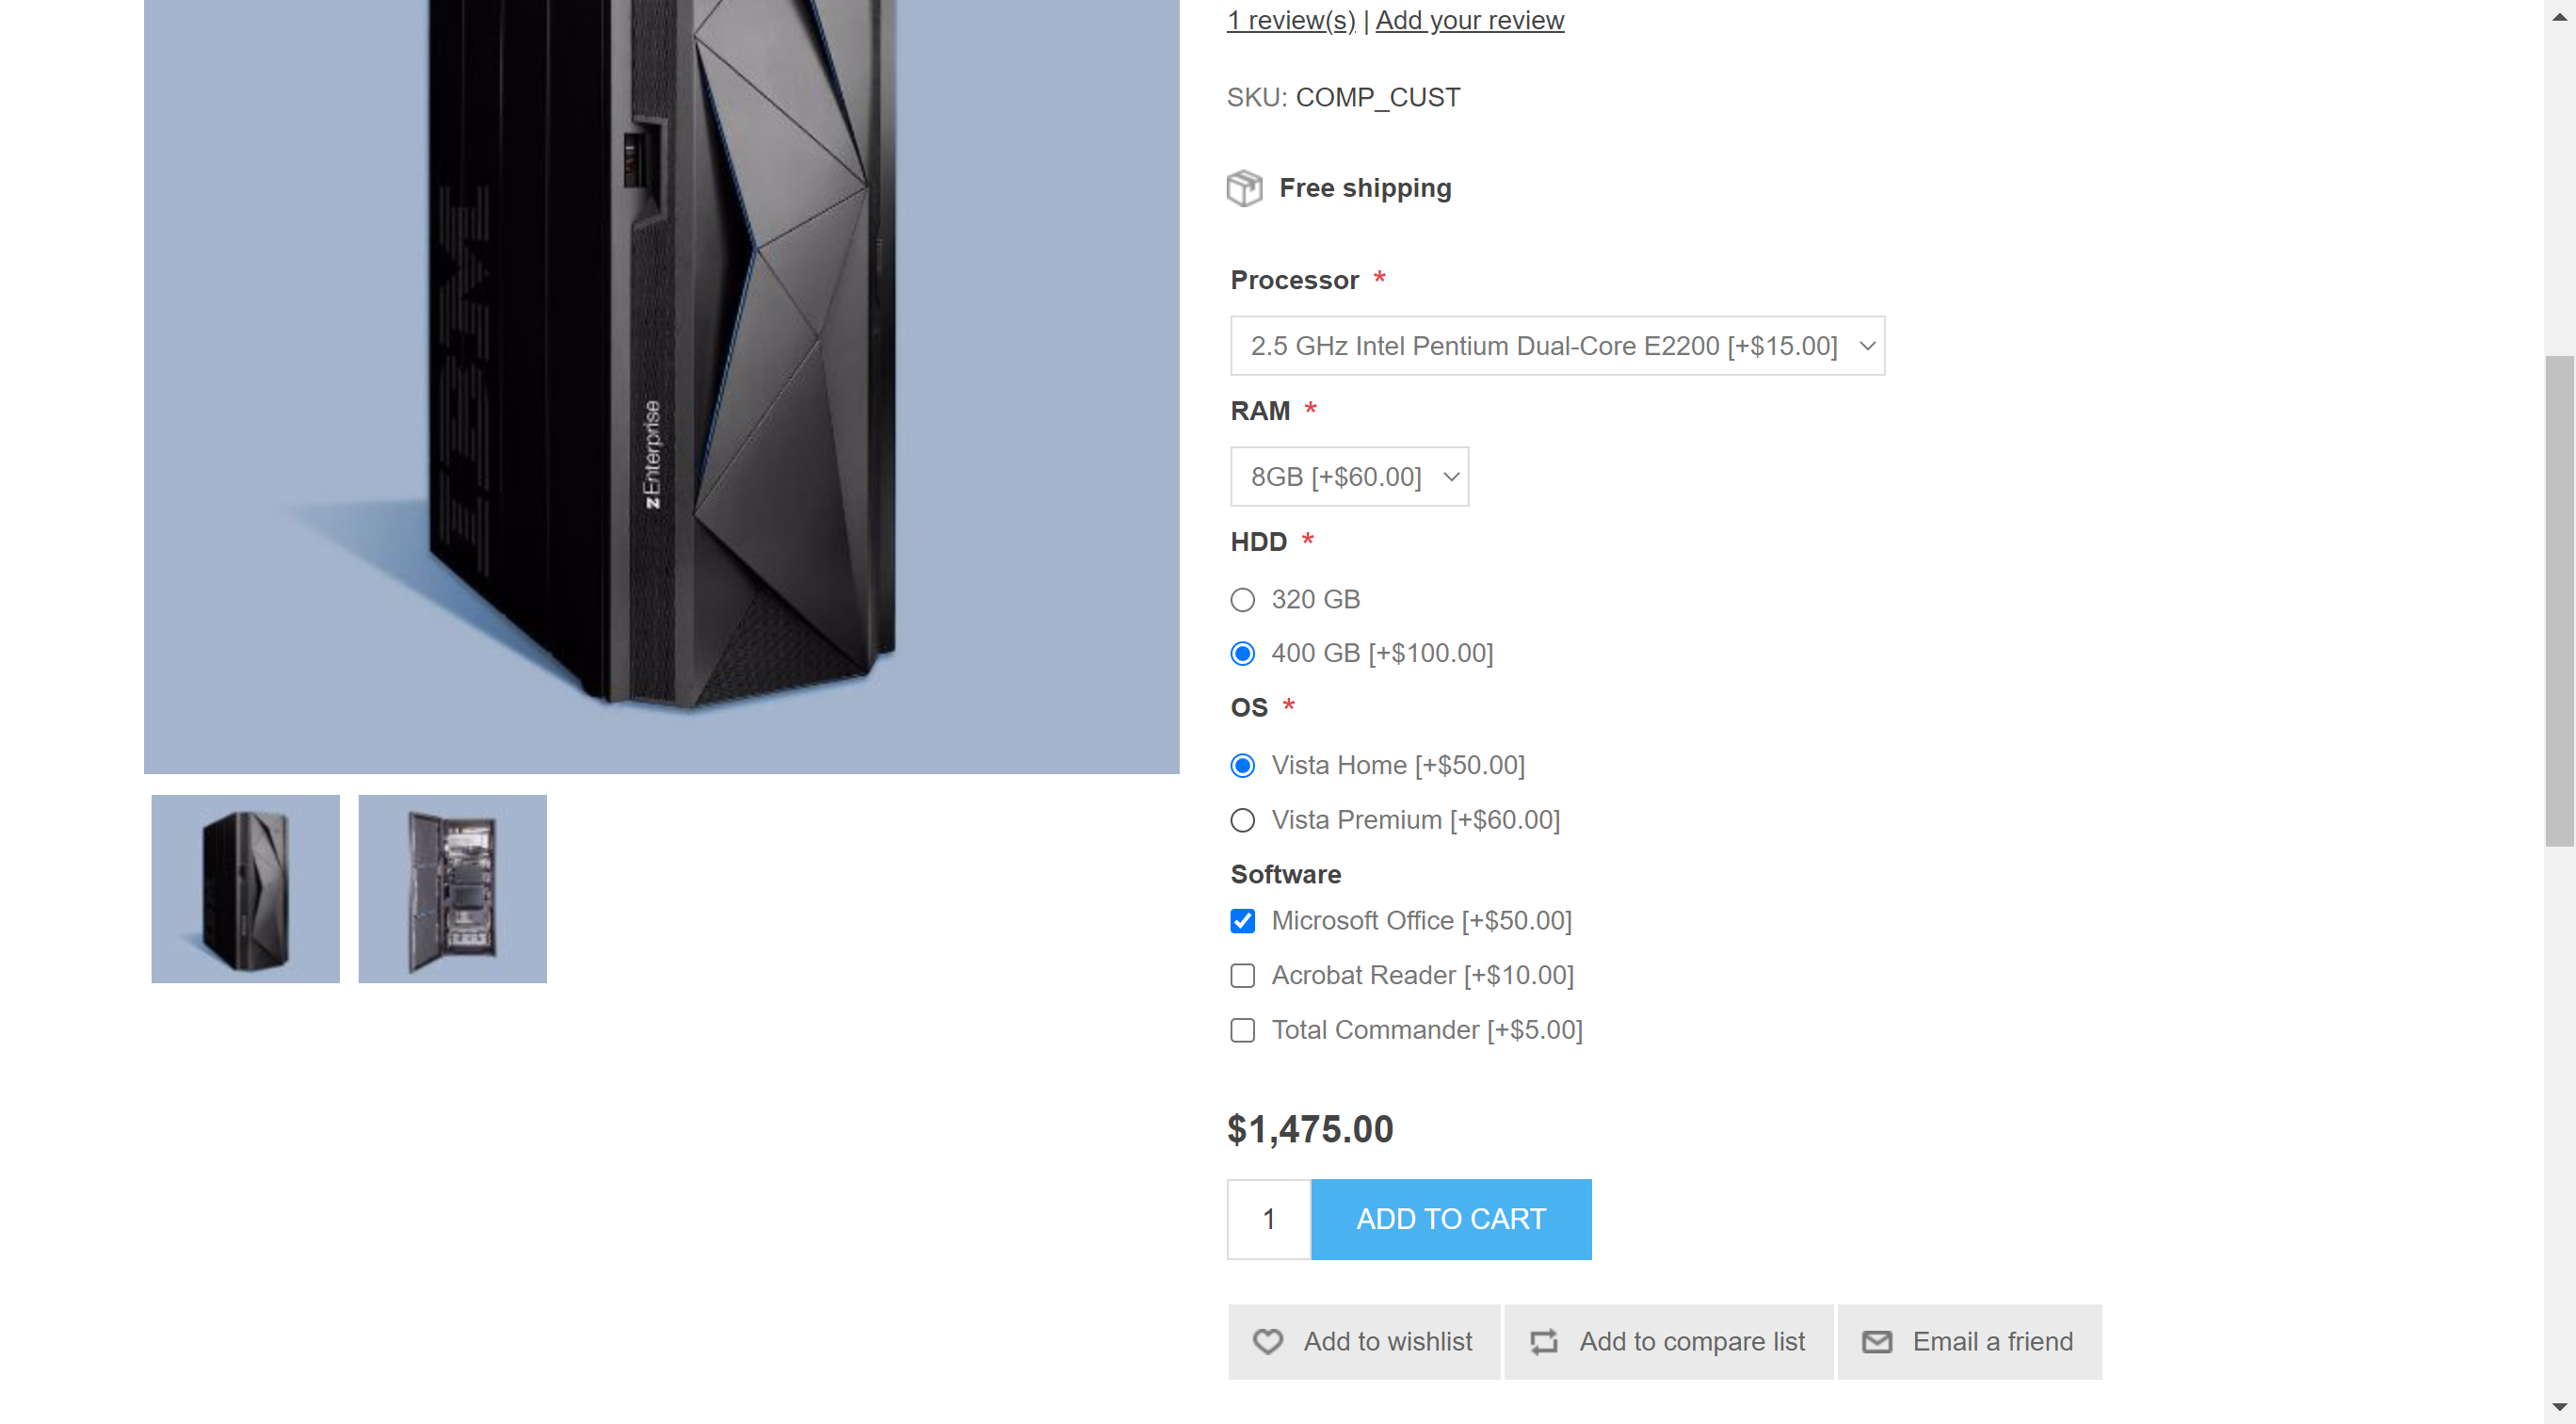 1 review(s) | Add your review
SKU: COMP_CUST
Free shipping
Processor *
2.5 GHz Intel Pentium Dual-Core E2200 [+$15.00]
RAM *
8GB [+$60.00]
HDD *
320 GB
400 GB [+$100.00]
OS *
Vista Home [+$50.00]
Vista Premium [+$60.00]
Software
Microsoft Office [+$50.00]
Acrobat Reader [+$10.00]
Total Commander [+$5.00]
$1,475.00
1
ADD TO CART
Add to wishlist
Add to compare list
Email a friend
IBM
zEnterprise